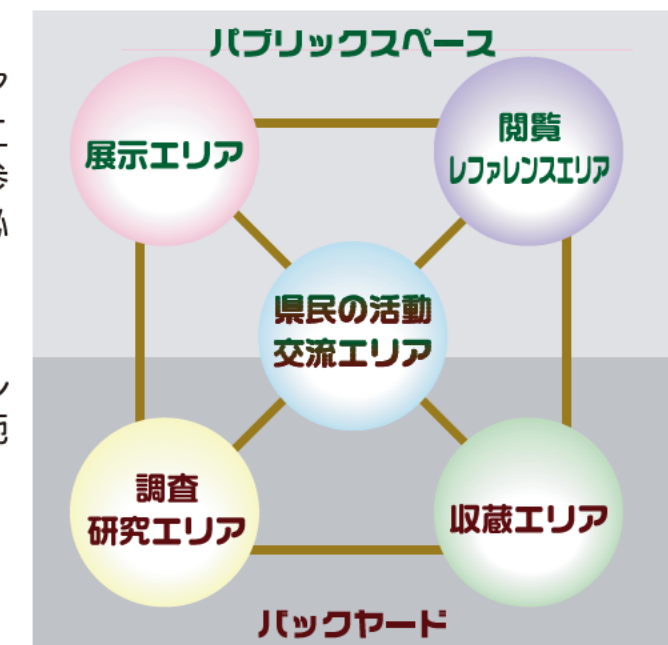 パブリックスペース
展示エリア
閲覧
レファレンスエリア
県民の活動
交流エリア
調査
研究エリア
収蔵エリア
バックヤード